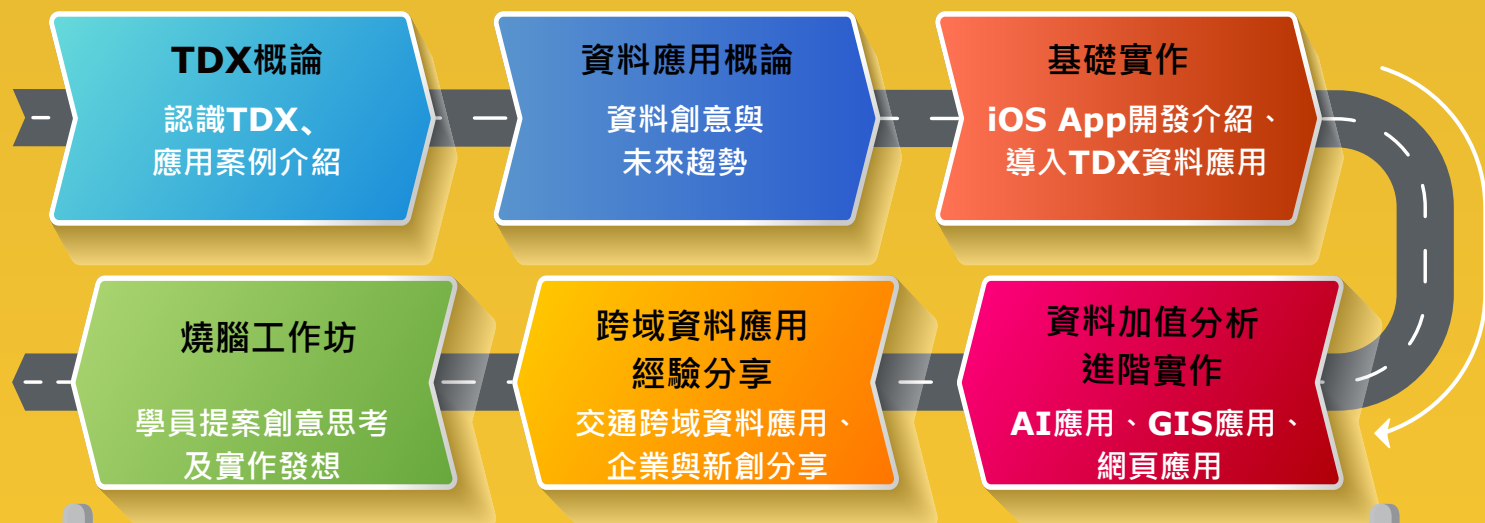 TDX概論
認識TDX、
應用案例介紹
資料應用概論
資料創意與
未來趨勢
基礎實作
iOS App開發介紹、
導入TDX資料應用
資料加值分析
進階實作
AI應用、GIS應用、
網頁應用
跨域資料應用
經驗分享
交通跨域資料應用、
企業與新創分享
燒腦工作坊
學員提案創意思考
及實作發想